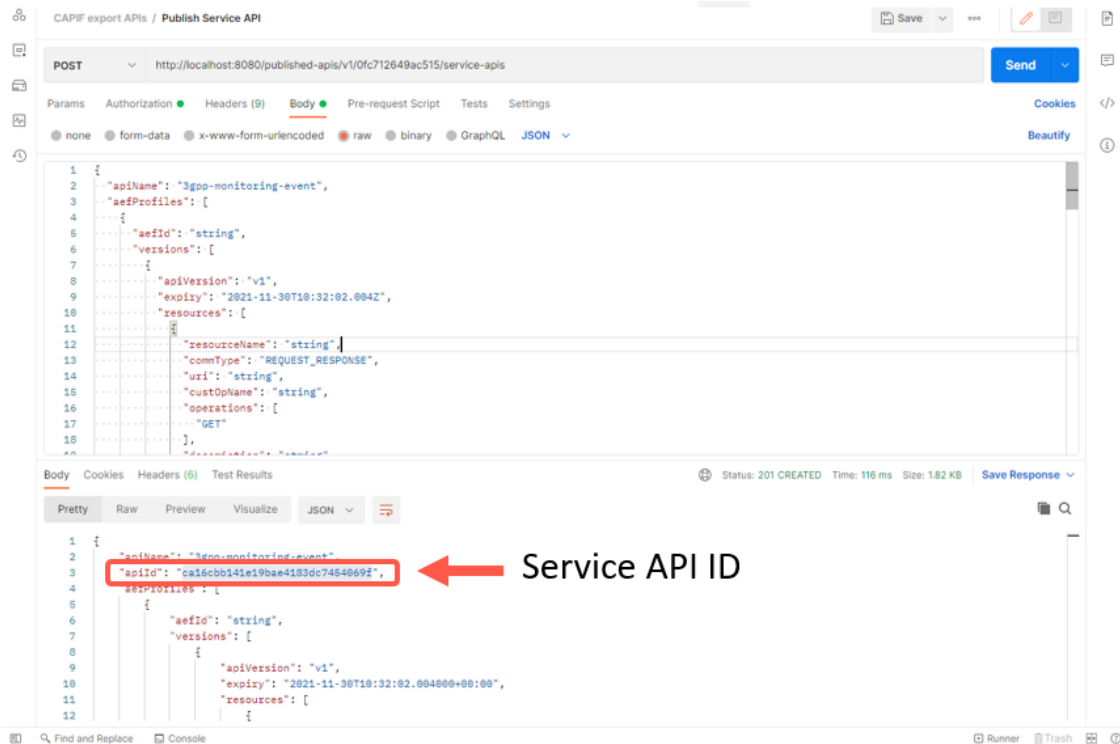 CAPIF export APIs / Publish Service API
Save
POST http://localhost:8080/published-apis/v1/0fc712649ac515/service-apis Send
Params Authorization Headers (9) Body Pre-request Script Tests Settings Cookies
none form-data x-www-form-urlencoded raw binary GraphQL JSON Beautify
1 {
2 "apiName": "3gpp-monitoring-event",
3 "aefProfiles": [
4 {
5 "aefId": "string",
6 "versions": [
7 {
8 "apiVersion": "v1",
9 "expiry": "2021-11-30T10:32:02.004Z",
10 "resources": [
11 {
12 "resourceName": "string",
13 "commType": "REQUEST_RESPONSE",
14 "uri": "string",
15 "custOpName": "string",
16 "operations": [
17 "GET"
18 ],
19 "description": "string"
Body Cookies Headers (6) Test Results Status: 201 CREATED Time: 116 ms Size: 1.82 KB Save Response
Pretty Raw Preview Visualize JSON
1 {
2 "apiName": "3gpp-monitoring-event",
3 "apiId": "ca16cbb141e19bae4183dc7454069f",
Service API ID
4 "aefProfiles": [
5 {
6 "aefId": "string",
7 "versions": [
8 {
9 "apiVersion": "v1",
10 "expiry": "2021-11-30T10:32:02.004000+00:00",
11 "resources": [
12 {
Find and Replace Console Runner Trash